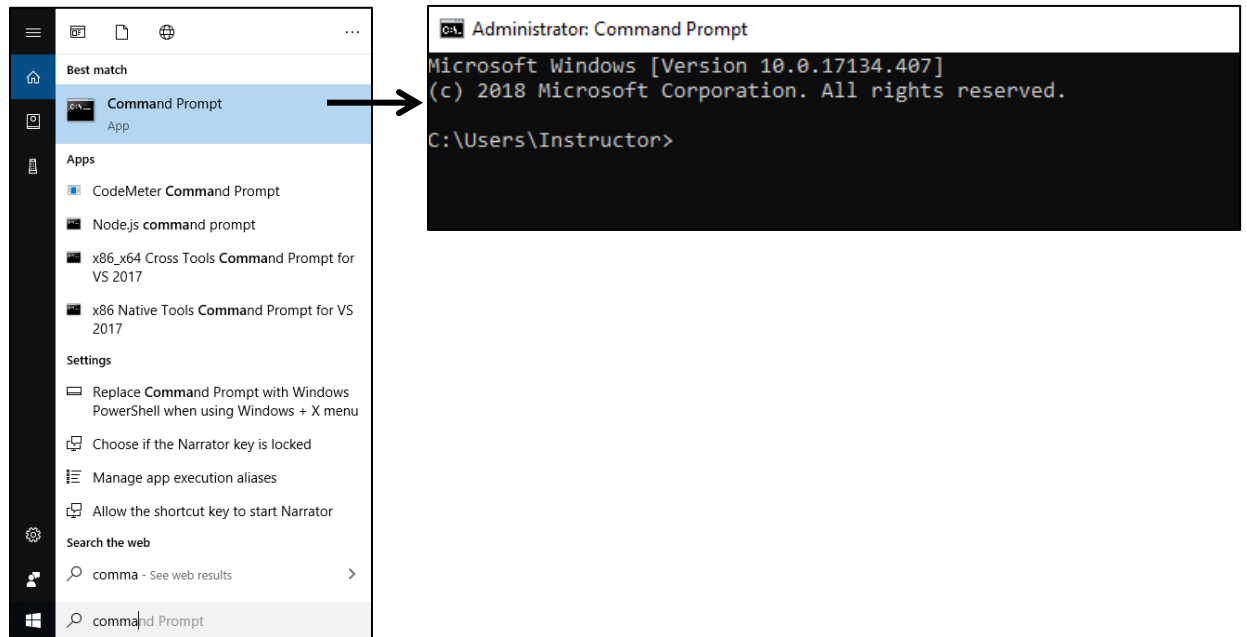 Best match
Command Prompt
App
Apps
CodeMeter Command Prompt
Node.js command prompt
x86_x64 Cross Tools Command Prompt for
VS 2017
x86 Native Tools Command Prompt for VS
2017
Settings
Replace Command Prompt with Windows
PowerShell when using Windows + X menu
Choose if the Narrator key is locked
Manage app execution aliases
Allow the shortcut key to start Narrator
Search the web
comma - See web results
command Prompt
Administrator: Command Prompt
Microsoft Windows [Version 10.0.17134.407]
(c) 2018 Microsoft Corporation. All rights reserved.
C:\Users\Instructor>